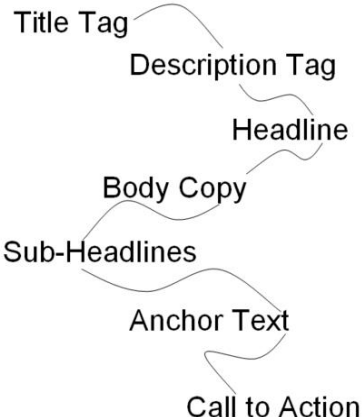 Title Tag
Description Tag
Headline
Body Copy
Sub-Headlines
Anchor Text
Call to Action